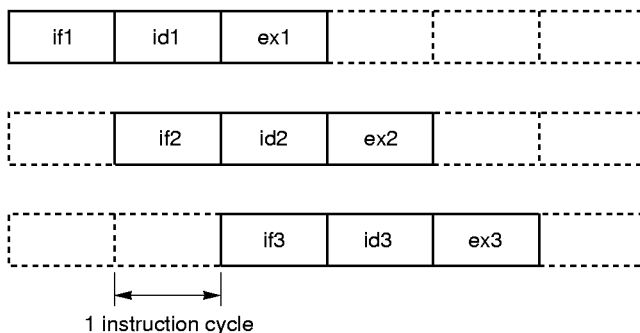 if1 id1 ex1
if2 id2 ex2
if3 id3 ex3
1 instruction cycle